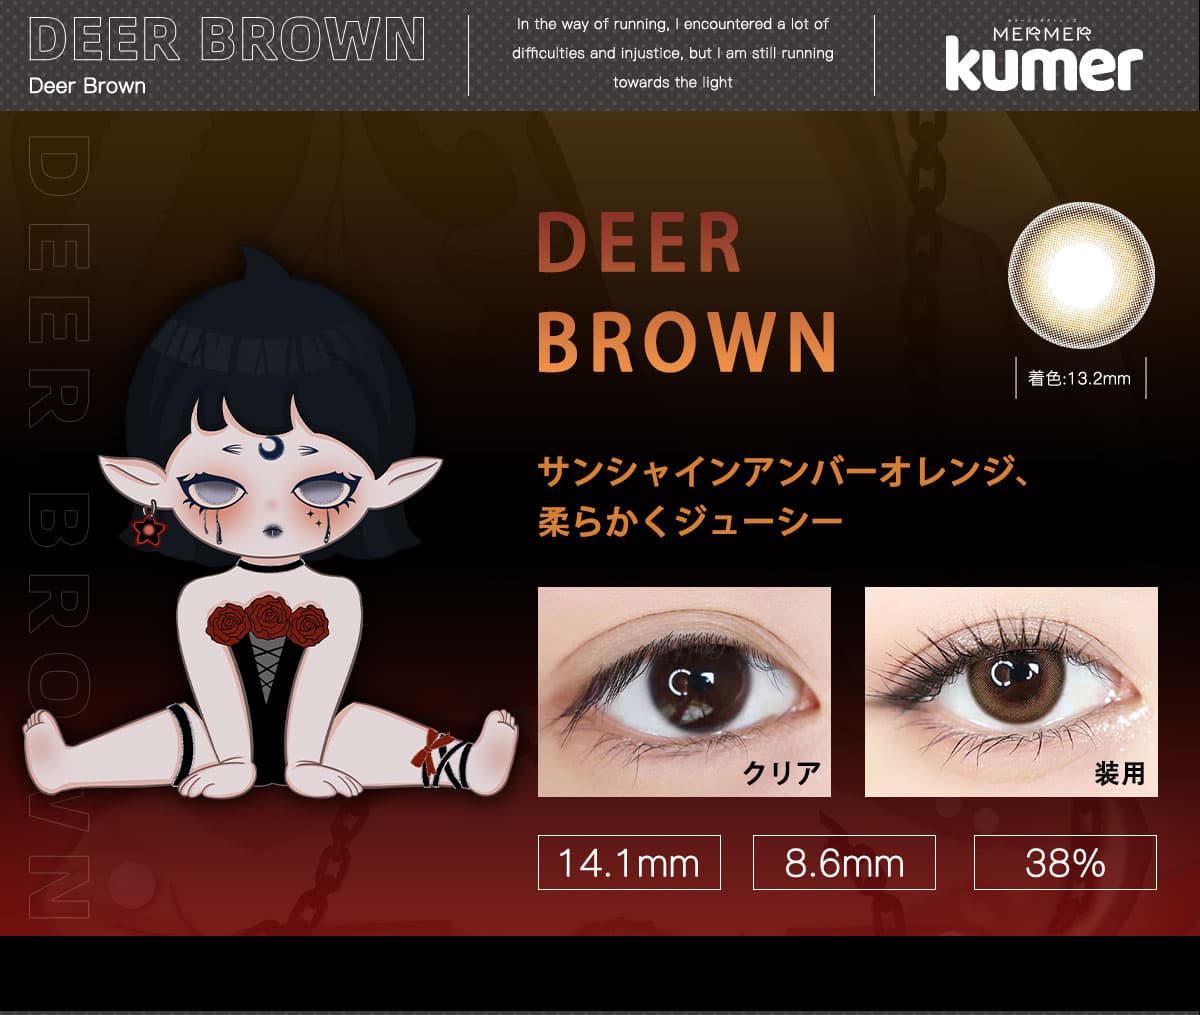 DEER BROWN
Deer Brown
In the way of running, I encountered a lot of
difficulties and injustice, but I am still running
towards the light
MERMER
kumer
DEER BROWN
DEER
BROWN
着色:13.2mm
サンシャインアンバーオレンジ、
柔らかくジューシー
クリア
装用
14.1mm
8.6mm
38%